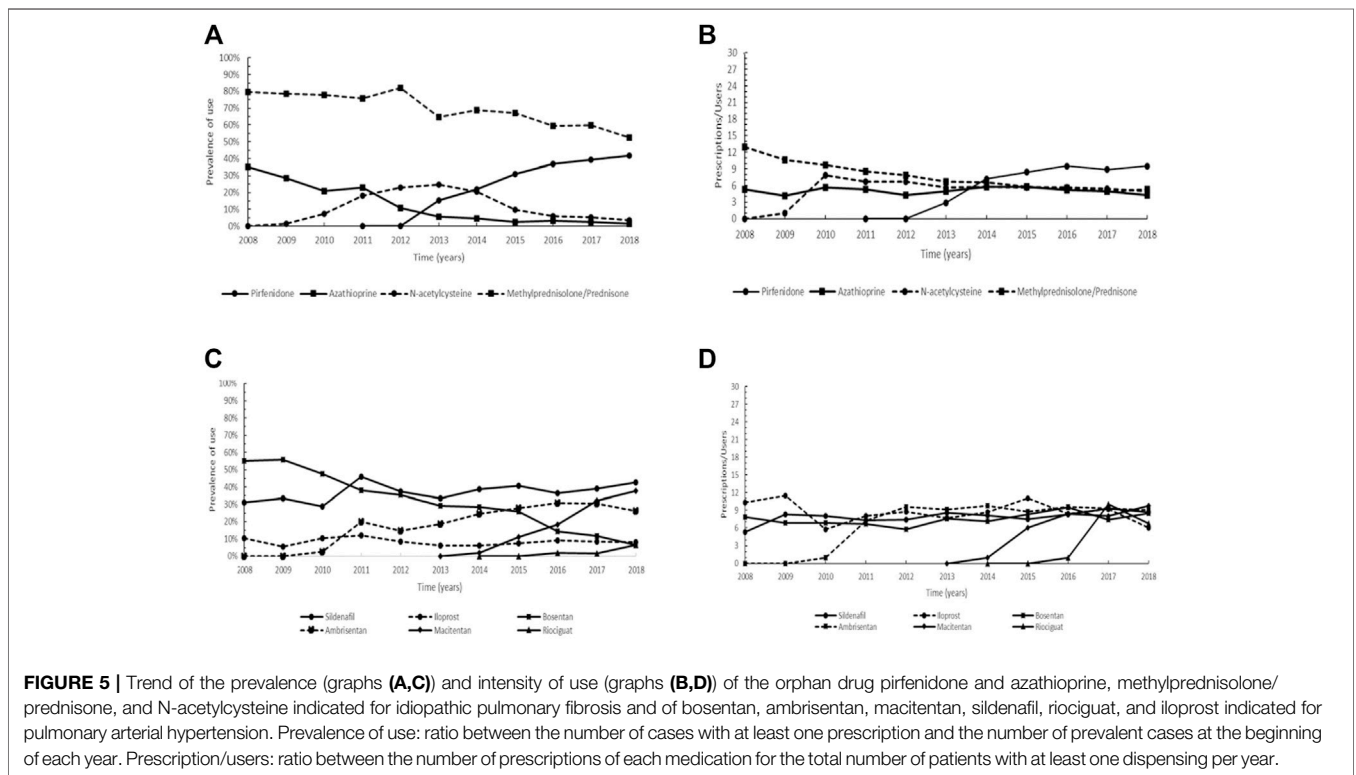 A
100%
90%
80%
70%
60%
50%
40%
30%
20%
10%
0%
Prevalence of use
2008 2009 2010 2011 2012 2013 2014 2015 2016 2017 2018
Time (years)
Pirfenidone Azathioprine N-acetylcysteine Methylprednisolone/Prednisone
B
30
27
24
21
18
15
12
9
6
3
0
Prescriptions/Users
2008 2009 2010 2011 2012 2013 2014 2015 2016 2017 2018
Time (years)
Pirfenidone Azathioprine N-acetylcysteine Methylprednisolone/Prednisone
C
100%
90%
80%
70%
60%
50%
40%
30%
20%
10%
0%
Prevalence of use
2008 2009 2010 2011 2012 2013 2014 2015 2016 2017 2018
Time (years)
Sildenafil Iloprost Bosentan
Ambrisentan Macitentan Riociguat
D
30
27
24
21
18
15
12
9
6
3
0
Prescriptions/Users
2008 2009 2010 2011 2012 2013 2014 2015 2016 2017 2018
Time (years)
Sildenafil Iloprost Bosentan
Ambrisentan Macitentan Riociguat
FIGURE 5 | Trend of the prevalence (graphs (A,C)) and intensity of use (graphs (B,D)) of the orphan drug pirfenidone and azathioprine, methylprednisolone/
prednisone, and N-acetylcysteine indicated for idiopathic pulmonary fibrosis and of bosentan, ambrisentan, macitentan, sildenafil, riociguat, and iloprost indicated for
pulmonary arterial hypertension. Prevalence of use: ratio between the number of cases with at least one prescription and the number of prevalent cases at the beginning
of each year. Prescription/users: ratio between the number of prescriptions of each medication for the total number of patients with at least one dispensing per year.